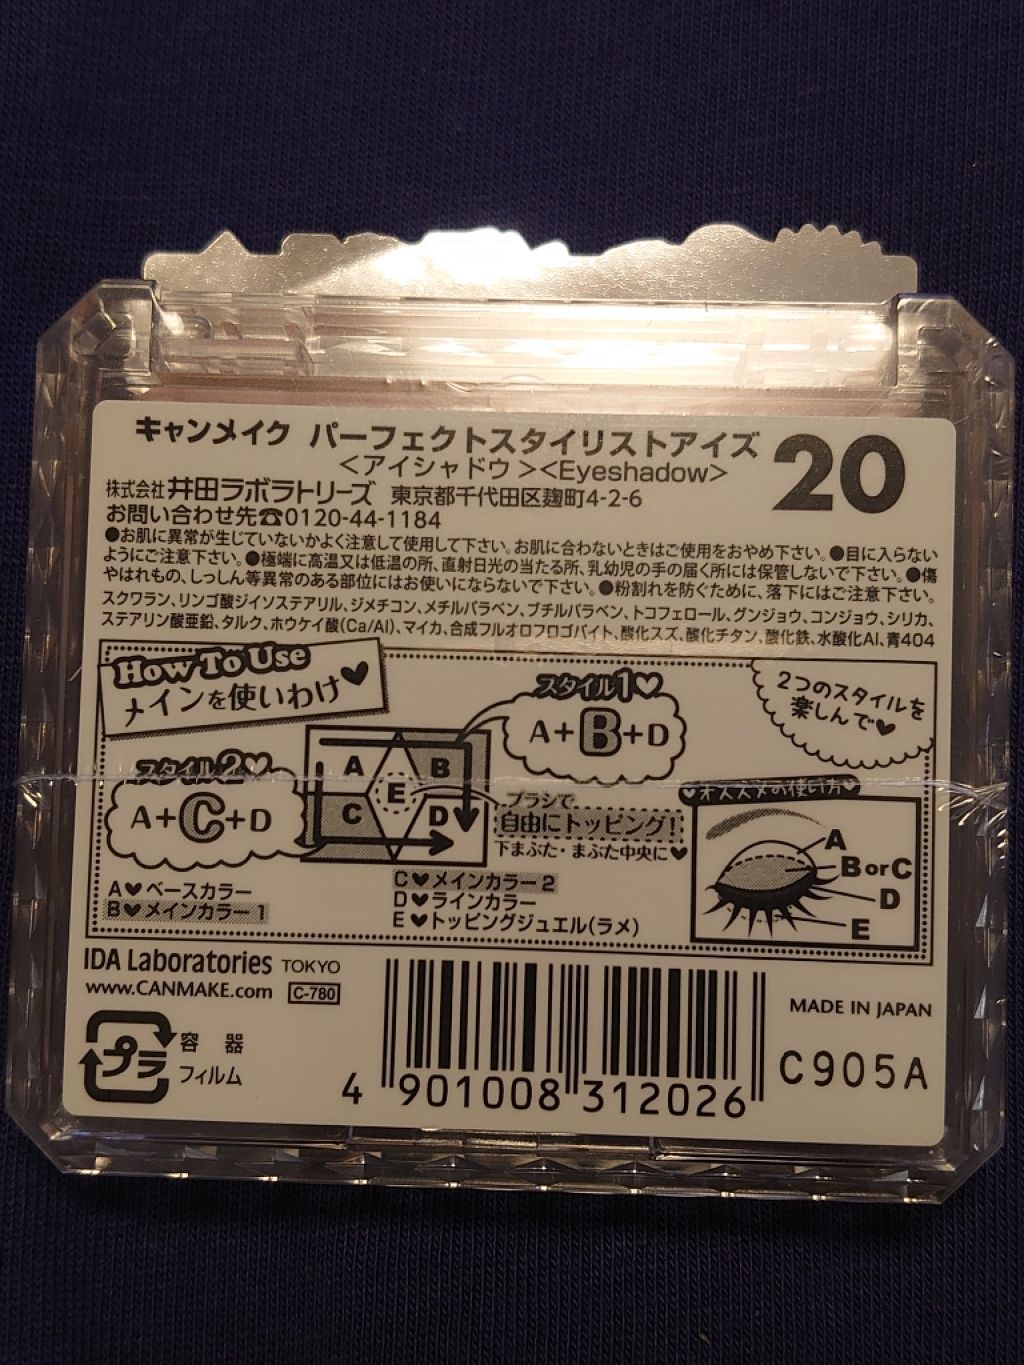 キャンメイク パーフェクトスタイリストアイズ 20
＜アイシャドウ＞＜Eyeshadow＞
株式会社 井田ラボラトリーズ 東京都千代田区麹町4-2-6
お問い合わせ先☎0120-44-1184
●お肌に異常が生じていないかよく注意して使用して下さい。お肌に合わないときはご使用をおやめ下さい。●目に入らない
ようにご注意下さい。●極端に高温又は低温の所、直射日光の当たる所、乳幼児の手の届く所には保管しないで下さい。●傷
やはれもの、しっしん等異常のある部位にはお使いにならないで下さい。●粉割れを防ぐために、落下にはご注意下さい。
スクワラン、リンゴ酸ジイソステアリル、ジメチコン、メチルパラベン、ブチルパラベン、トコフェロール、グンジョウ、コンジョウ、シリカ、
ステアリン酸亜鉛、タルク、ホウケイ酸(Ca/Al)、マイカ、合成フルオロフロゴパイト、酸化スズ、酸化チタン、酸化鉄、水酸化Al、青404
How To Use
メインを使いわけ♥
スタイル1♥
A+B+D
2つのスタイルを
楽しんで♥
スタイル2♥
A+C+D
A B
E
C D
ブラシで
自由にトッピング!
下まぶた・まぶた中央に♥
♥オススメの使い方♥
A
B or C
D
E
A♥ベースカラー
B♥メインカラー1
C♥メインカラー2
D♥ラインカラー
E♥トッピングジュエル(ラメ)
IDA Laboratories TOKYO
www.CANMAKE.com C-780
MADE IN JAPAN
プラ
容器
フィルム
4 901008 312026
C905A